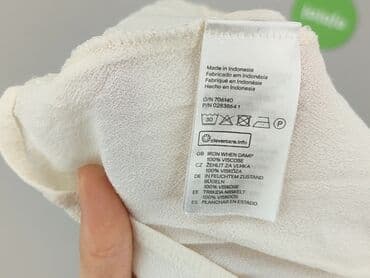 Made in Indonesia
Fabricado em Indonésia
Fabriqué en Indonésie
Hecho en Indonesia
O/N 706140
P/N 02838641
30
P
clevercare.info
GB IRON WHEN DAMP
100% VISCOSE
CZ ŽEHLIT ZA VLHKA
100% VISKÓZA
DE IN FEUCHTEM ZUSTAND
BÜGELN
100% VISKOSE
EE TRIIKIDA NIISKELT
100% VISKOOS
ES PLANCHAR EN ESTADO